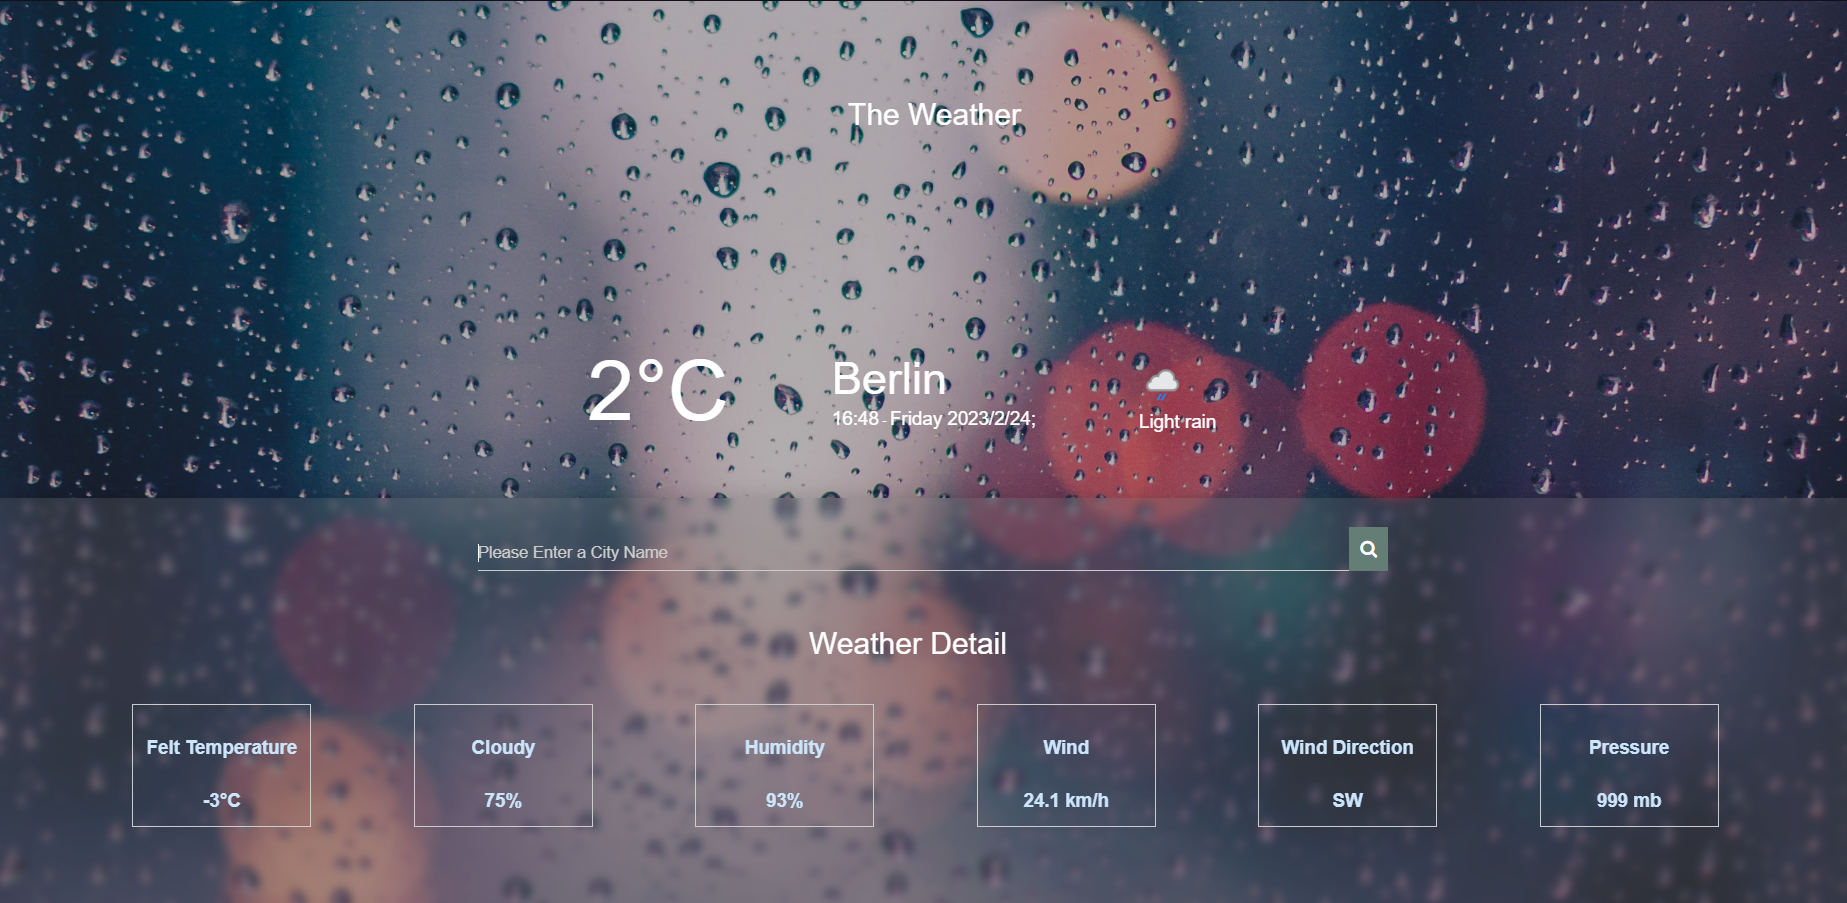 The Weather
2°C
Berlin
16:48 - Friday 2023/2/24;
Light rain
Please Enter a City Name
Weather Detail
Felt Temperature
-3°C
Cloudy
75%
Humidity
93%
Wind
24.1 km/h
Wind Direction
SW
Pressure
999 mb